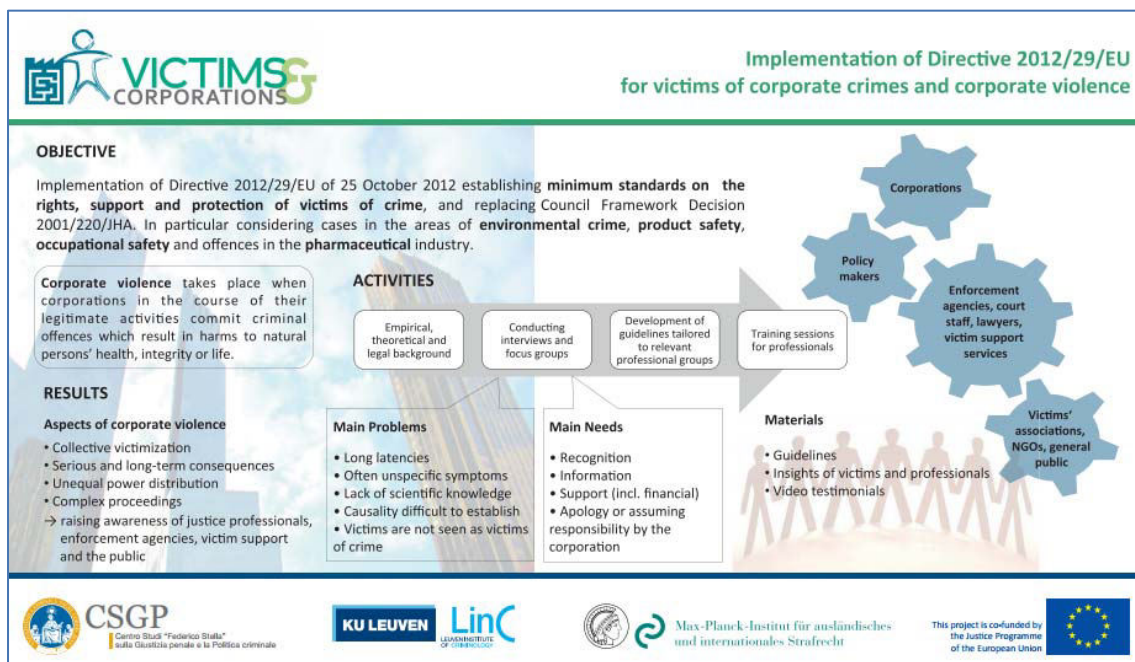 VICTIMS &
CORPORATIONS
Implementation of Directive 2012/29/EU
for victims of corporate crimes and corporate violence
OBJECTIVE
Implementation of Directive 2012/29/EU of 25 October 2012 establishing minimum standards on the
rights, support and protection of victims of crime, and replacing Council Framework Decision
2001/220/JHA. In particular considering cases in the areas of environmental crime, product safety,
occupational safety and offences in the pharmaceutical industry.
Corporate violence takes place when
corporations in the course of their
legitimate activities commit criminal
offences which result in harms to natural
persons' health, integrity or life.
ACTIVITIES
Empirical,
theoretical and
legal background
Conducting
interviews and
focus groups
Development of
guidelines tailored
to relevant
professional groups
Training sessions
for professionals
Corporations
Policy
makers
Enforcement
agencies, court
staff, lawyers,
victim support
services
Victims'
associations,
NGOs, general
public
RESULTS
Aspects of corporate violence
• Collective victimization
• Serious and long-term consequences
• Unequal power distribution
• Complex proceedings
→ raising awareness of justice professionals,
enforcement agencies, victim support
and the public
Main Problems
• Long latencies
• Often unspecific symptoms
• Lack of scientific knowledge
• Causality difficult to establish
• Victims are not seen as victims
of crime
Main Needs
• Recognition
• Information
• Support (incl. financial)
• Apology or assuming
responsibility by the
corporation
Materials
• Guidelines
• Insights of victims and professionals
• Video testimonials
CSGP
Centro Studi "Federico Stella"
sulla Giustizia penale e la Politica criminale
KU LEUVEN
LinC
LEUVEN INSTITUTE
OF CRIMINOLOGY
Max-Planck-Institut für ausländisches
und internationales Strafrecht
This project is co-funded by
the Justice Programme
of the European Union